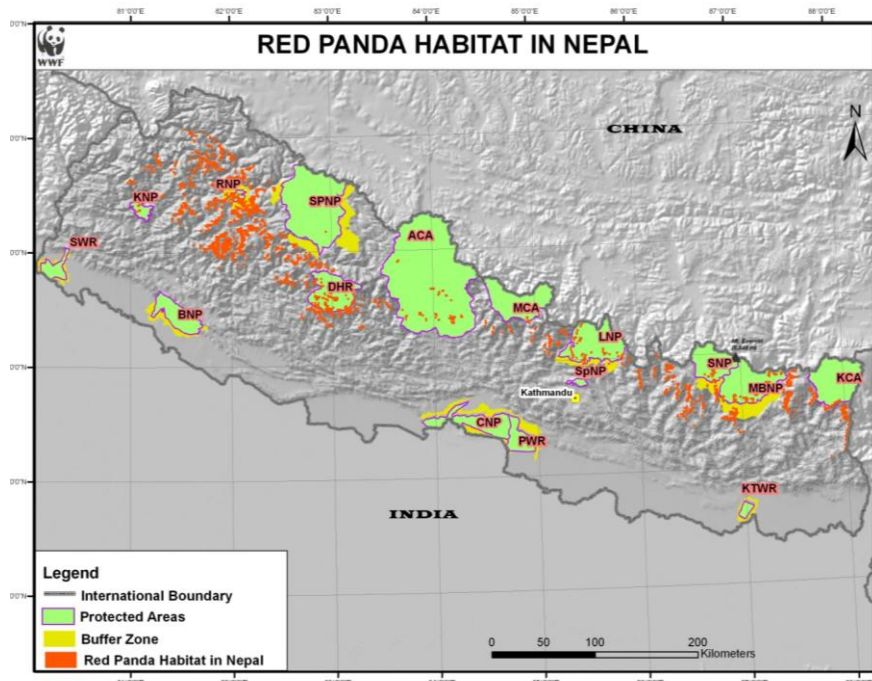 81°0'0"E 82°0'0"E 83°0'0"E 84°0'0"E 85°0'0"E 86°0'0"E 87°0'0"E 88°0'0"E
WWF
RED PANDA HABITAT IN NEPAL
N
CHINA
RNP
KNP
SPNP
SWR
ACA
DHR
BNP
MCA
LNP
SNP
SpNP
MBNP
KCA
Kathmandu
CNP
PWR
KTWR
INDIA
Legend
International Boundary
Protected Areas
Buffer Zone
Red Panda Habitat in Nepal
0 50 100 200
Kilometers